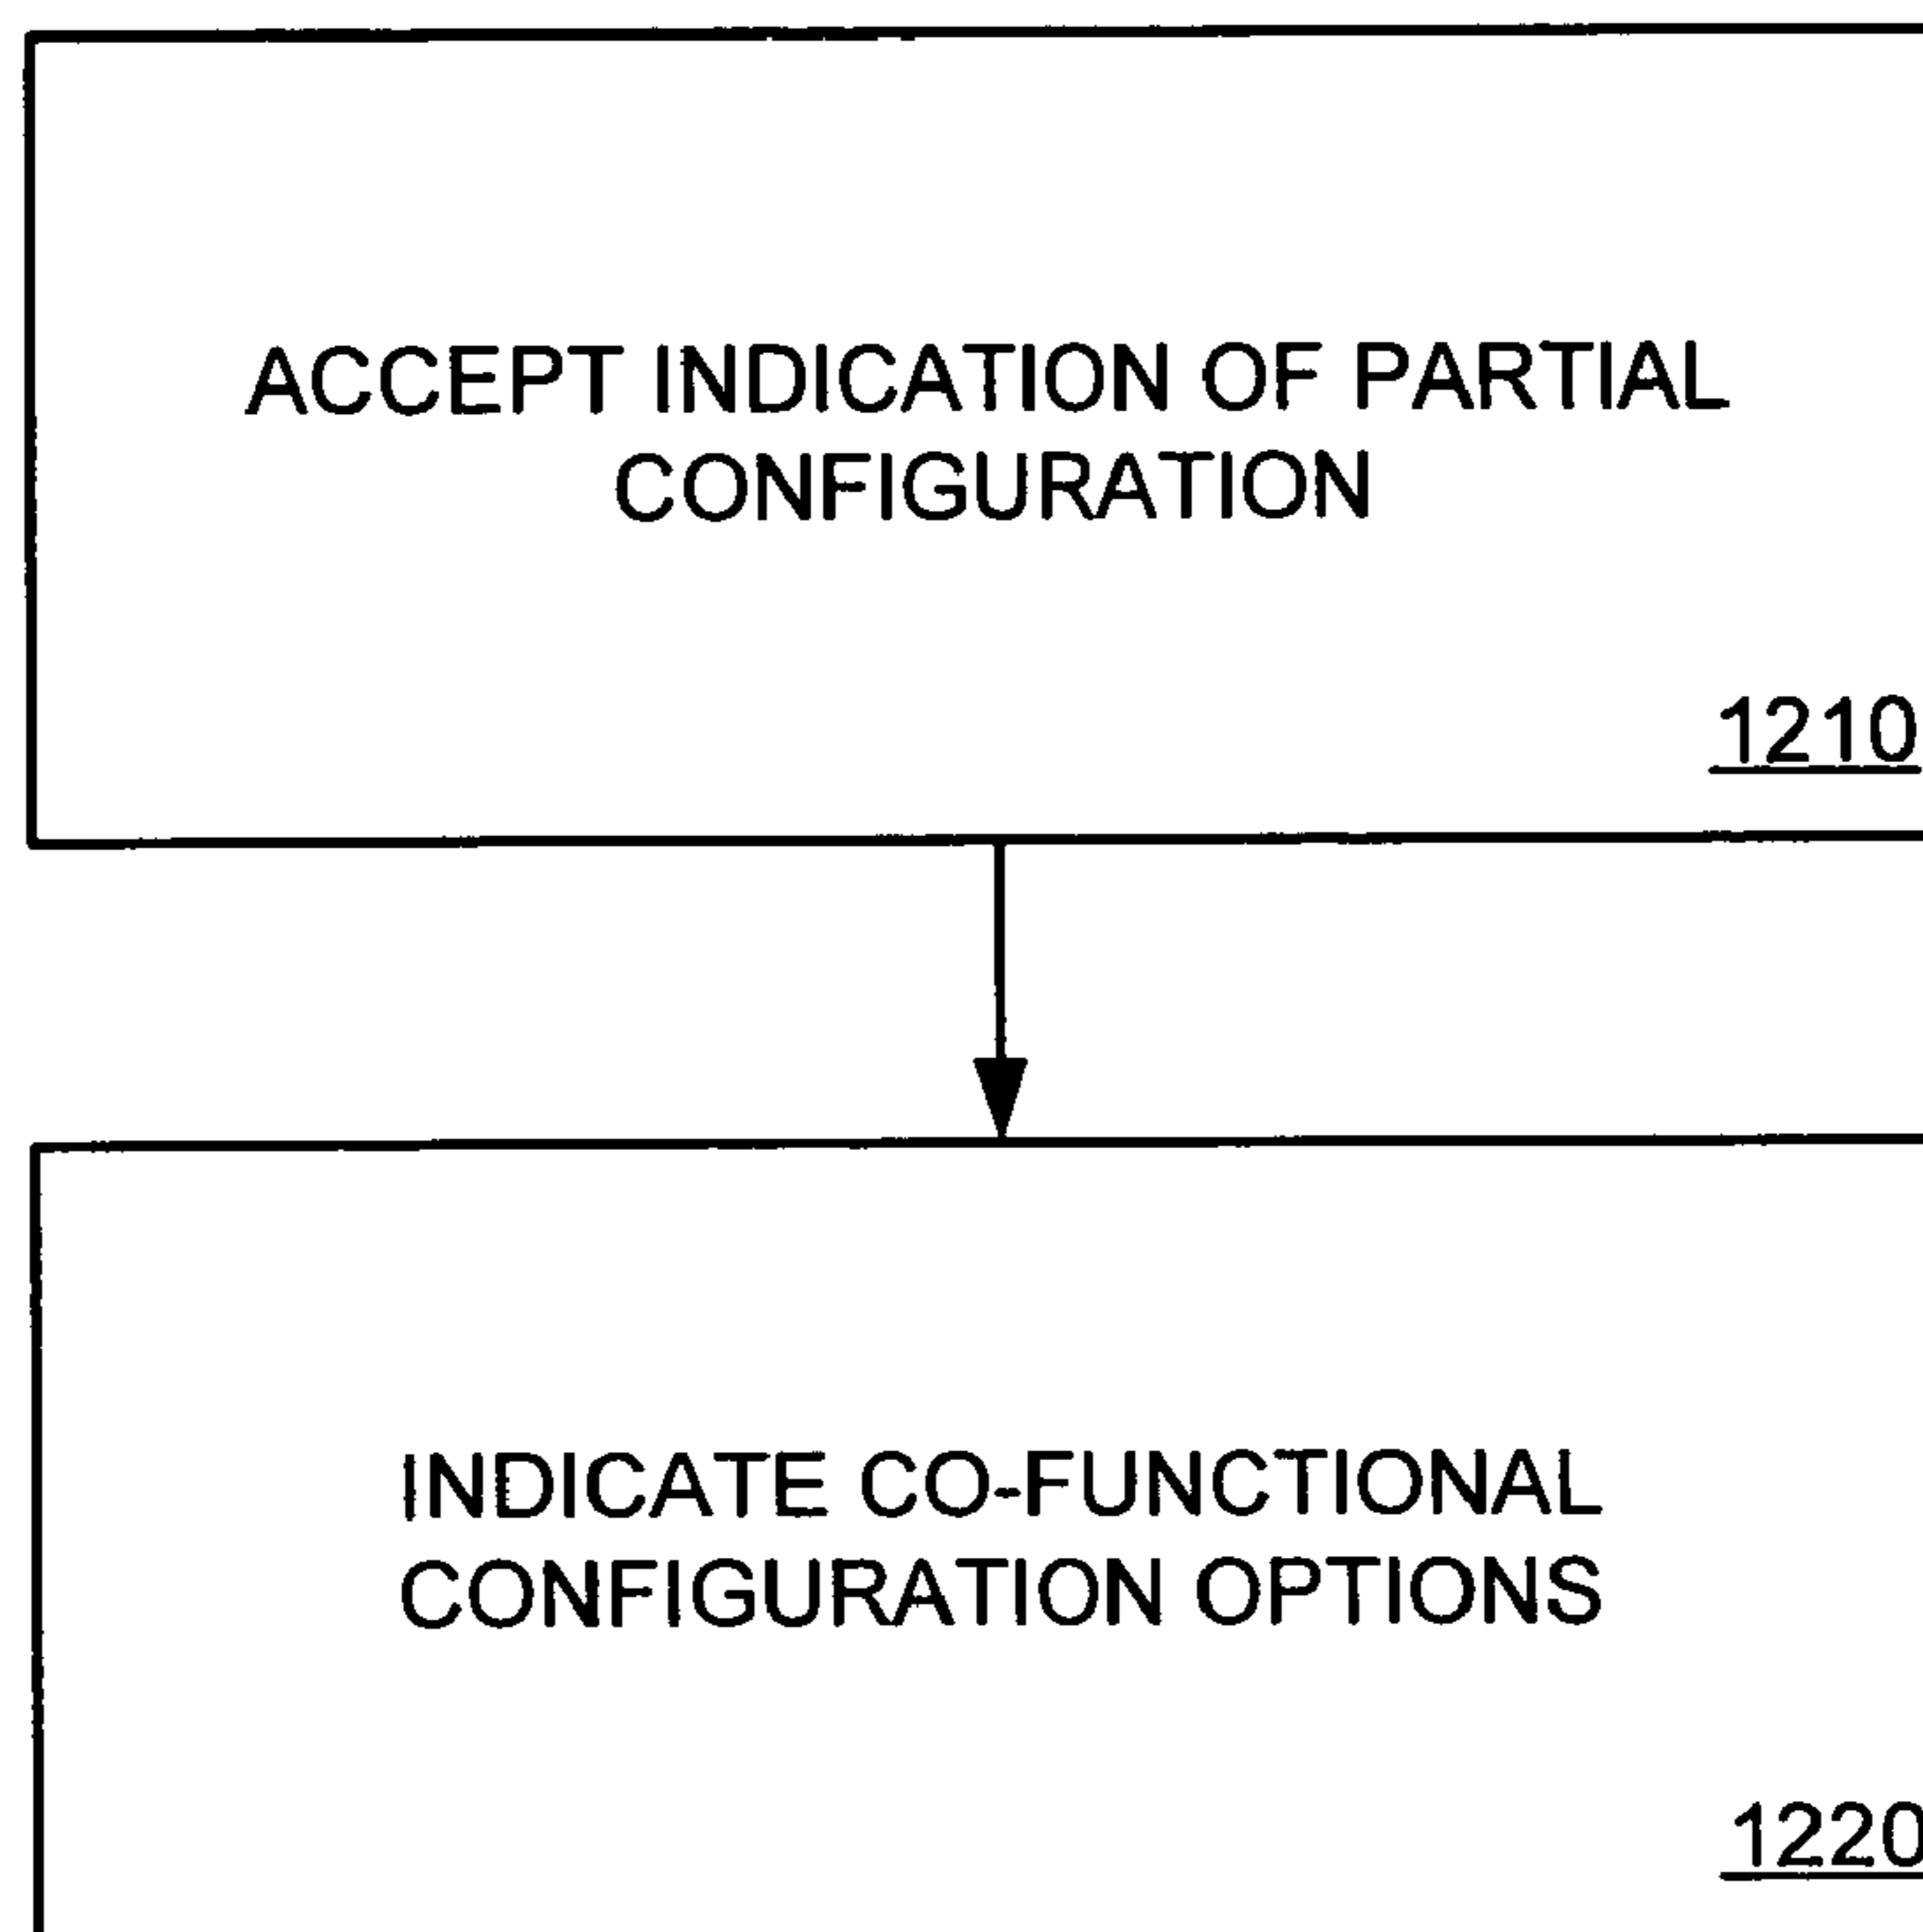 ACCEPT INDICATION OF PARTIAL
CONFIGURATION
1210
INDICATE CO-FUNCTIONAL
CONFIGURATION OPTIONS
1220